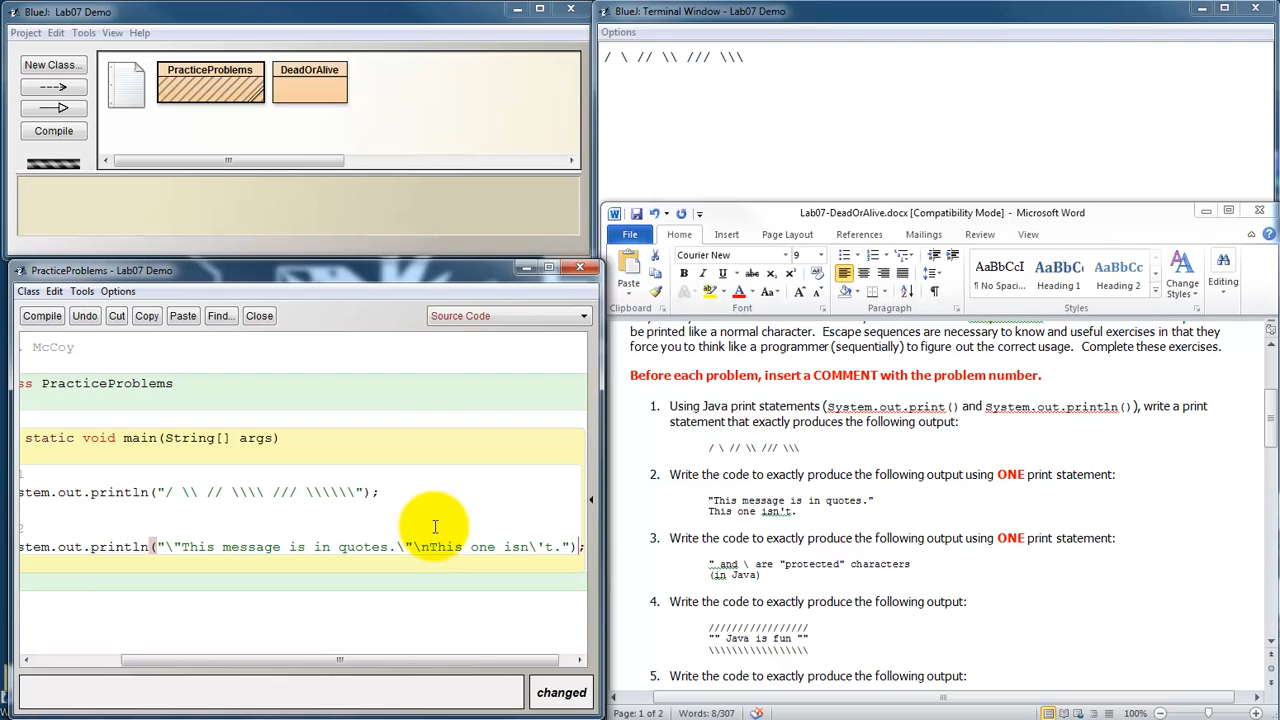 BlueJ: Lab07 Demo
Project Edit Tools View Help
New Class...
Compile
PracticeProblems
DeadOrAlive
BlueJ: Terminal Window - Lab07 Demo
Options
/ \ // \\ /// \\\
PracticeProblems - Lab07 Demo
Class Edit Tools Options
Compile Undo Cut Copy Paste Find... Close Source Code
. McCoy
ss PracticeProblems
static void main(String[] args)
1
stem.out.println("/ \\ // \\\\ /// \\\\\\");
2
stem.out.println("\"This message is in quotes.\"\nThis one isn\'t.");
changed
Lab07-DeadOrAlive.docx [Compatibility Mode] - Microsoft Word
File Home Insert Page Layout References Mailings Review View
Paste
Clipboard
Courier New 9
B I U abc x₂ x²
Font
Paragraph
AaBbCcI AaBbCc AaBbCc
¶ No Spaci... Heading 1 Heading 2
Change Styles
Styles
Editing
be printed like a normal character. Escape sequences are necessary to know and useful exercises in that they
force you to think like a programmer (sequentially) to figure out the correct usage. Complete these exercises.
Before each problem, insert a COMMENT with the problem number.
1. Using Java print statements (System.out.print() and System.out.println()), write a print
statement that exactly produces the following output:
/ \ // \\ /// \\\
2. Write the code to exactly produce the following output using ONE print statement:
"This message is in quotes."
This one isn't.
3. Write the code to exactly produce the following output using ONE print statement:
" and \ are "protected" characters
(in Java)
4. Write the code to exactly produce the following output:
/////////////////
"" Java is fun ""
\\\\\\\\\\\\\\\\\
5. Write the code to exactly produce the following output:
Page: 1 of 2 Words: 8/307 100%